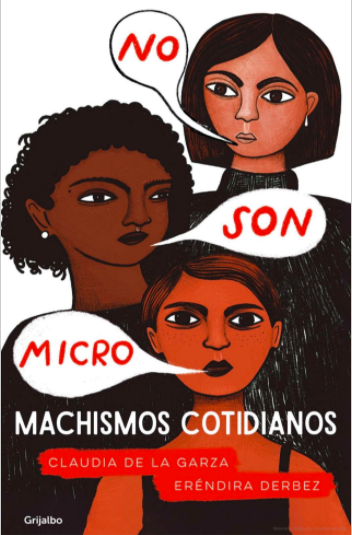 NO
SON
MICRO
MACHISMOS COTIDIANOS
CLAUDIA DE LA GARZA
ERÉNDIRA DERBEZ
Grijalbo